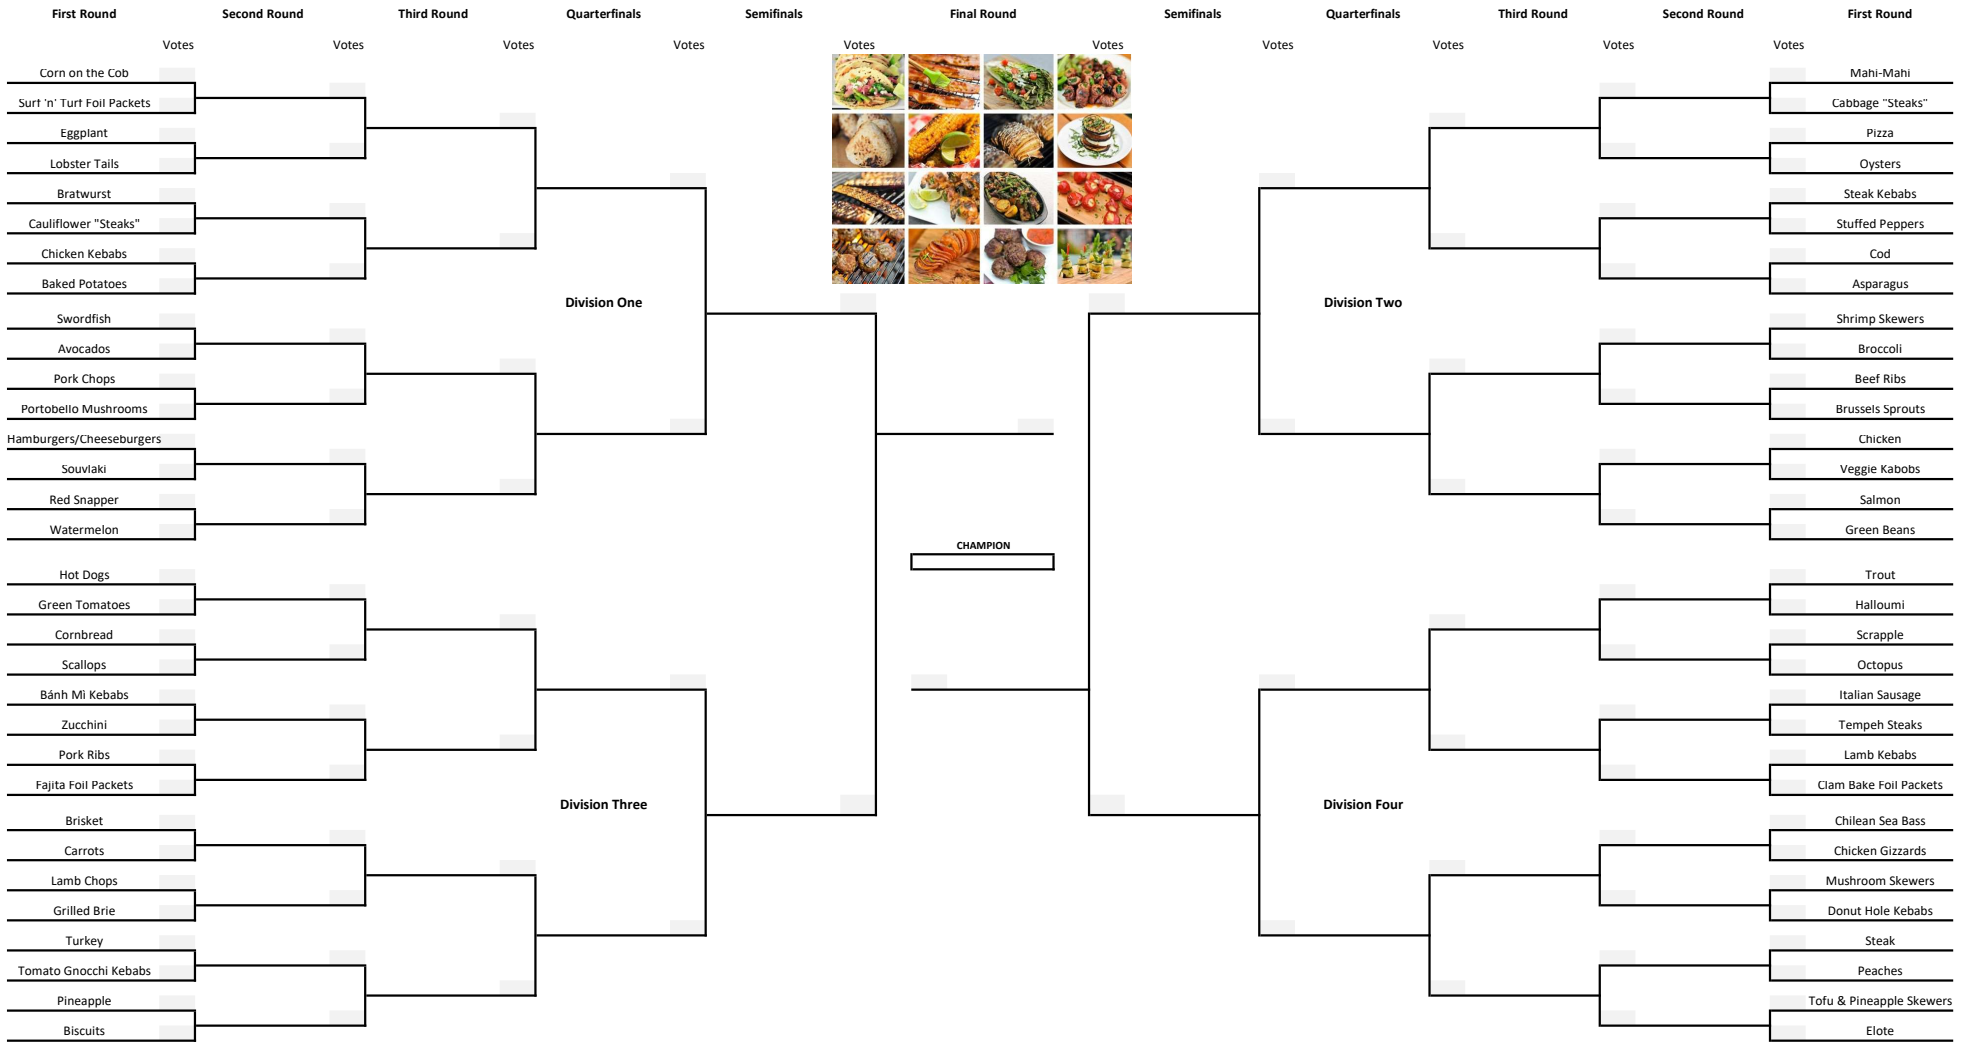 First Round
Second Round
Third Round
Quarterfinals
Semifinals
Final Round
Semifinals
Quarterfinals
Third Round
Second Round
First Round
Votes
Votes
Votes
Votes
Votes
Votes
Votes
Votes
Votes
Votes
Corn on the Cob
Surf 'n' Turf Foil Packets
Eggplant
Lobster Tails
Bratwurst
Cauliflower "Steaks"
Chicken Kebabs
Baked Potatoes
Division One
Swordfish
Avocados
Pork Chops
Portobello Mushrooms
Hamburgers/Cheeseburgers
Souvlaki
Red Snapper
Watermelon
Hot Dogs
Green Tomatoes
Cornbread
Scallops
Bánh Mì Kebabs
Zucchini
Pork Ribs
Fajita Foil Packets
Division Three
Brisket
Carrots
Lamb Chops
Grilled Brie
Turkey
Tomato Gnocchi Kebabs
Pineapple
Biscuits
CHAMPION
Mahi-Mahi
Cabbage "Steaks"
Pizza
Oysters
Steak Kebabs
Stuffed Peppers
Cod
Asparagus
Division Two
Shrimp Skewers
Broccoli
Beef Ribs
Brussels Sprouts
Chicken
Veggie Kabobs
Salmon
Green Beans
Trout
Halloumi
Scrapple
Octopus
Italian Sausage
Tempeh Steaks
Lamb Kebabs
Clam Bake Foil Packets
Division Four
Chilean Sea Bass
Chicken Gizzards
Mushroom Skewers
Donut Hole Kebabs
Steak
Peaches
Tofu & Pineapple Skewers
Elote